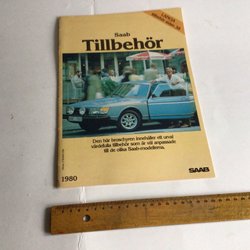 Saab
Tillbehör
Den här broschyren innehåller ett urval
värdefulla tillbehör som är väl anpassade
till de olika Saab-modellerna.
SAAB
1980